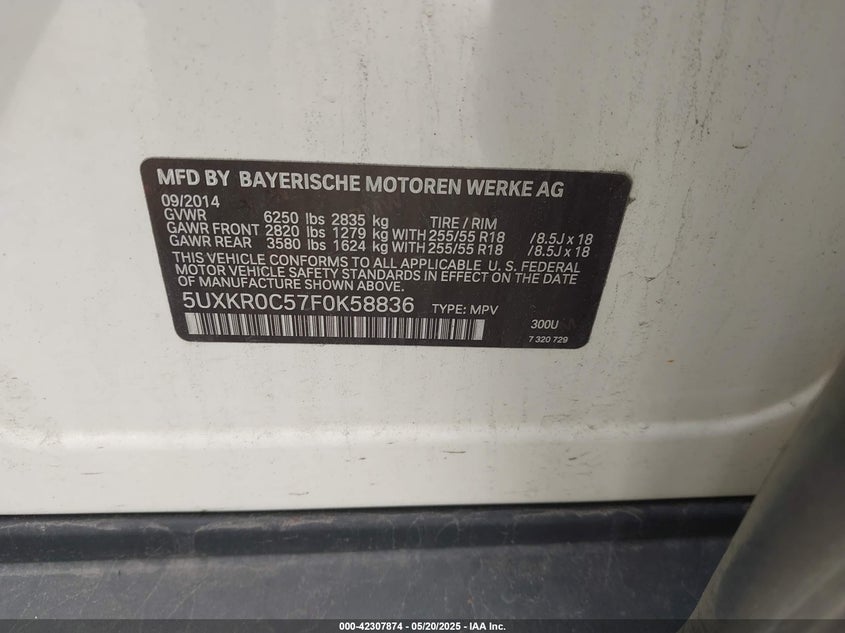 MFD BY BAYERISCHE MOTOREN WERKE AG
09/2014
GVWR 6250 lbs 2835 kg TIRE / RIM
GAWR FRONT 2820 lbs 1279 kg WITH 255/55 R18 /8.5J x 18
GAWR REAR 3580 lbs 1624 kg WITH 255/55 R18 /8.5J x 18
THIS VEHICLE CONFORMS TO ALL APPLICABLE U. S. FEDERAL
MOTOR VEHICLE SAFETY STANDARDS IN EFFECT ON THE DATE
OF MANUFACTURE SHOWN ABOVE.
5UXKR0C57F0K58836 TYPE: MPV
300U
7 320 729
000-42307874 — 05/20/2025 — IAA Inc.